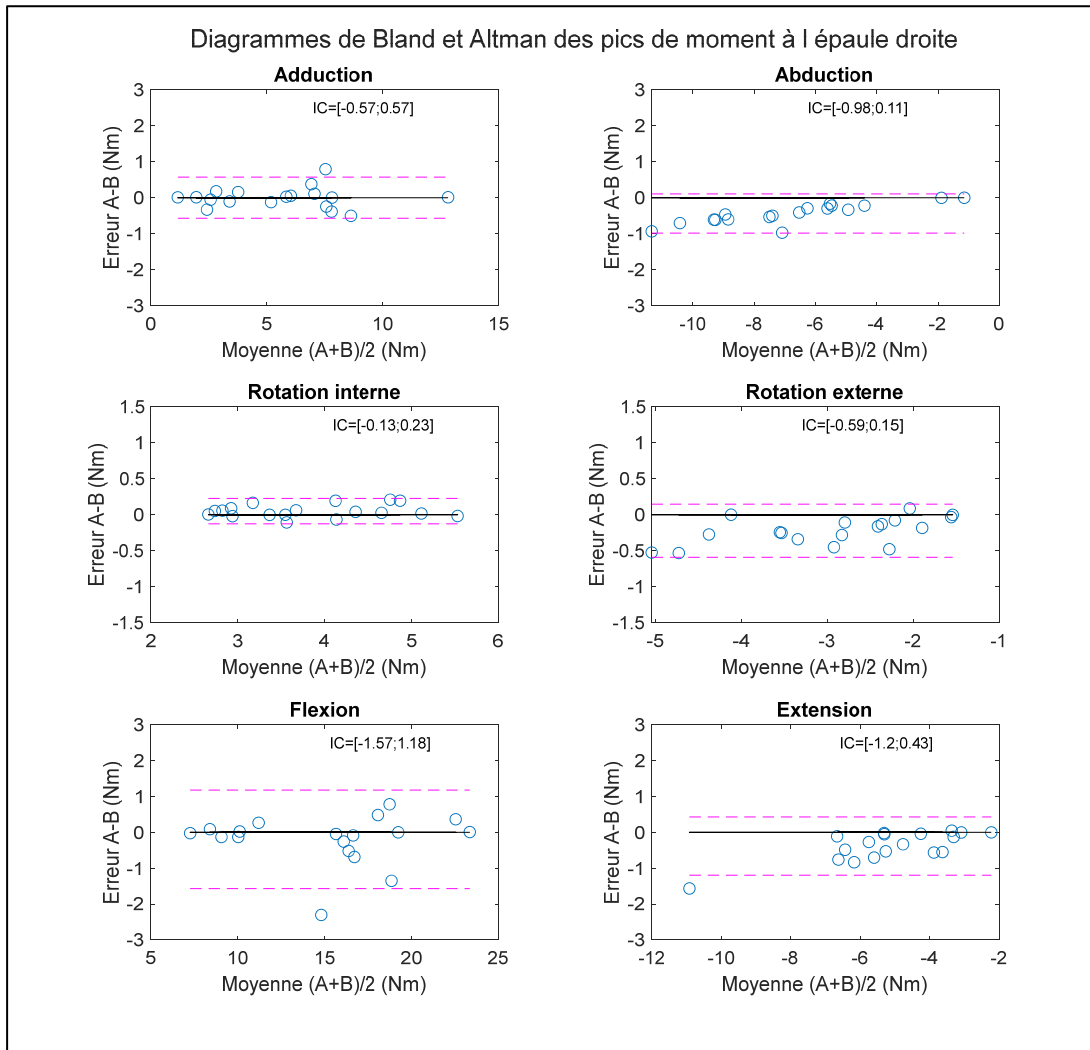 Diagrammes de Bland et Altman des pics de moment à l épaule droite
Adduction
IC=[-0.57;0.57]
3
2
1
0
-1
-2
-3
Erreur A-B (Nm)
0 5 10 15
Moyenne (A+B)/2 (Nm)
Abduction
IC=[-0.98;0.11]
3
2
1
0
-1
-2
-3
Erreur A-B (Nm)
-10 -8 -6 -4 -2 0
Moyenne (A+B)/2 (Nm)
Rotation interne
IC=[-0.13;0.23]
1.5
1
0.5
0
-0.5
-1
-1.5
Erreur A-B (Nm)
2 3 4 5 6
Moyenne (A+B)/2 (Nm)
Rotation externe
IC=[-0.59;0.15]
1.5
1
0.5
0
-0.5
-1
-1.5
Erreur A-B (Nm)
-5 -4 -3 -2 -1
Moyenne (A+B)/2 (Nm)
Flexion
IC=[-1.57;1.18]
3
2
1
0
-1
-2
-3
Erreur A-B (Nm)
5 10 15 20 25
Moyenne (A+B)/2 (Nm)
Extension
IC=[-1.2;0.43]
3
2
1
0
-1
-2
-3
Erreur A-B (Nm)
-12 -10 -8 -6 -4 -2
Moyenne (A+B)/2 (Nm)